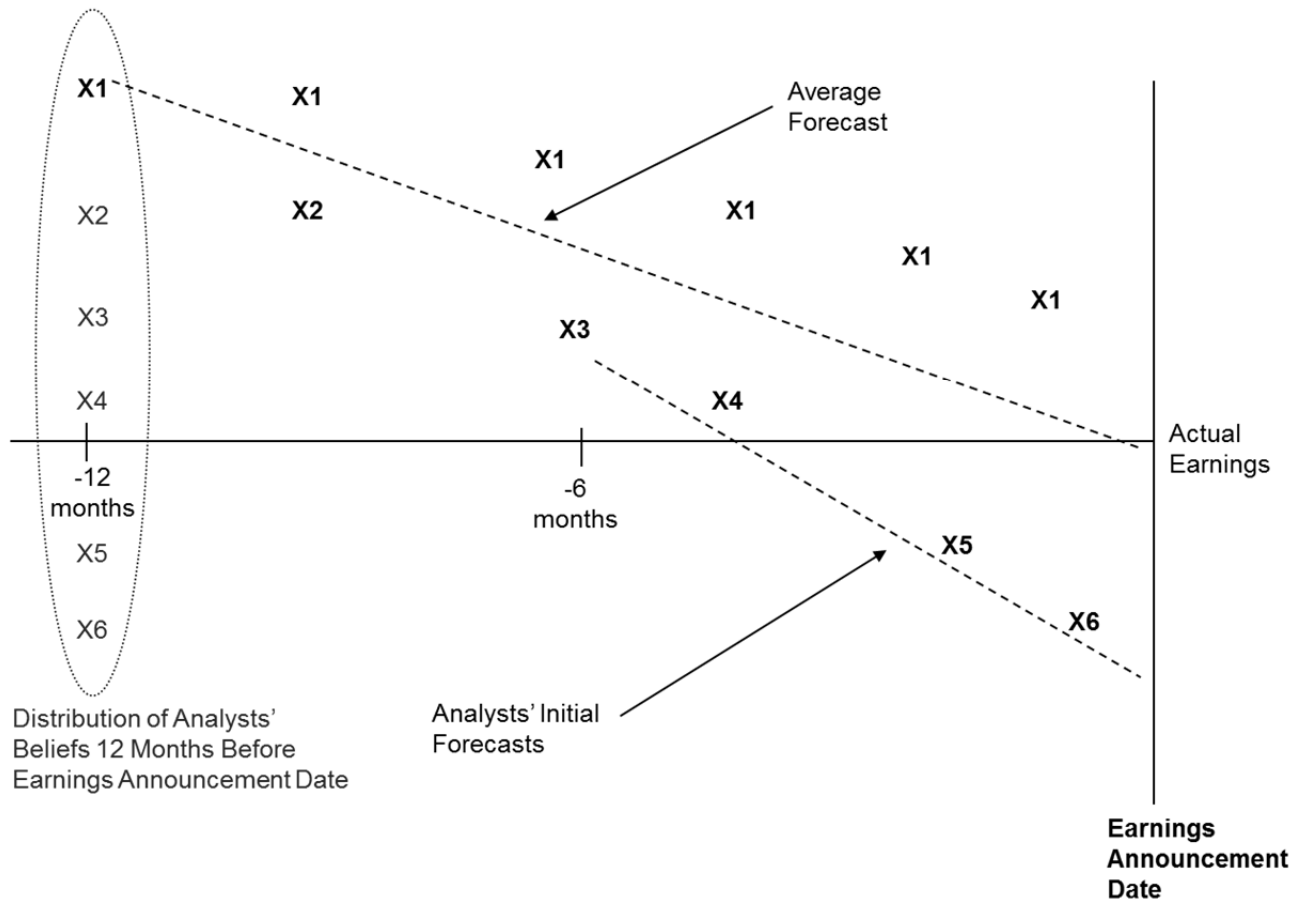 X1
X1
Average
Forecast
X1
X2
X2
X1
X1
X1
X3
X3
X4
X4
Actual
Earnings
-12
months
-6
months
X5
X5
X6
X6
Distribution of Analysts'
Beliefs 12 Months Before
Earnings Announcement Date
Analysts' Initial
Forecasts
Earnings
Announcement
Date